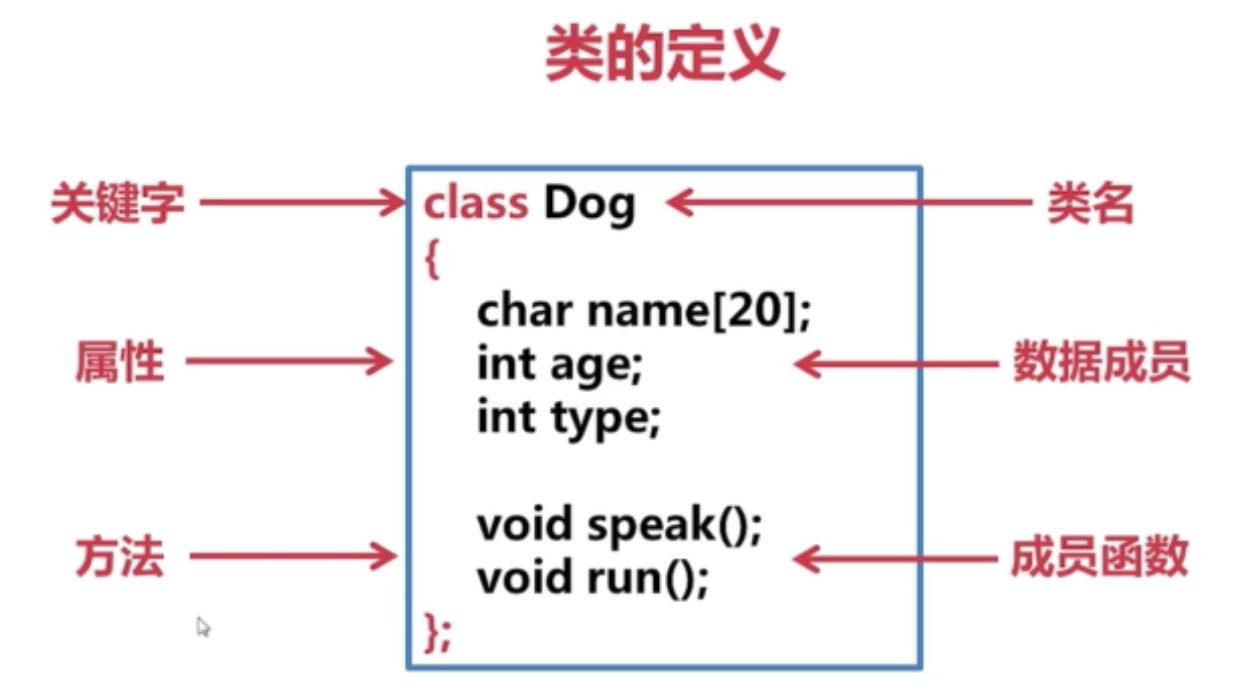 类的定义
关键字 class Dog 类名
{
char name[20];
属性 int age; 数据成员
int type;
void speak();
方法 成员函数
void run();
};